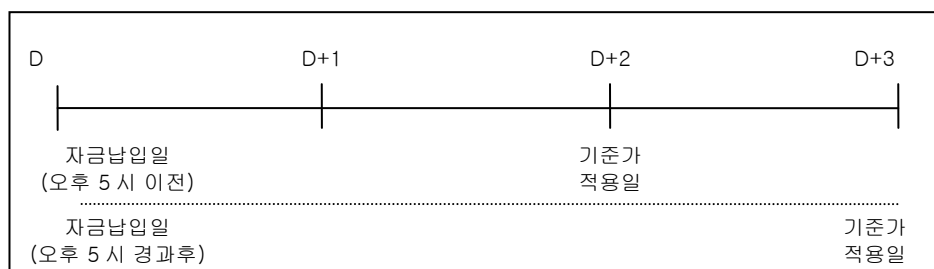 D D+1 D+2 D+3
자금납입일 기준가
(오후 5 시 이전) 적용일
자금납입일 기준가
(오후 5 시 경과후) 적용일